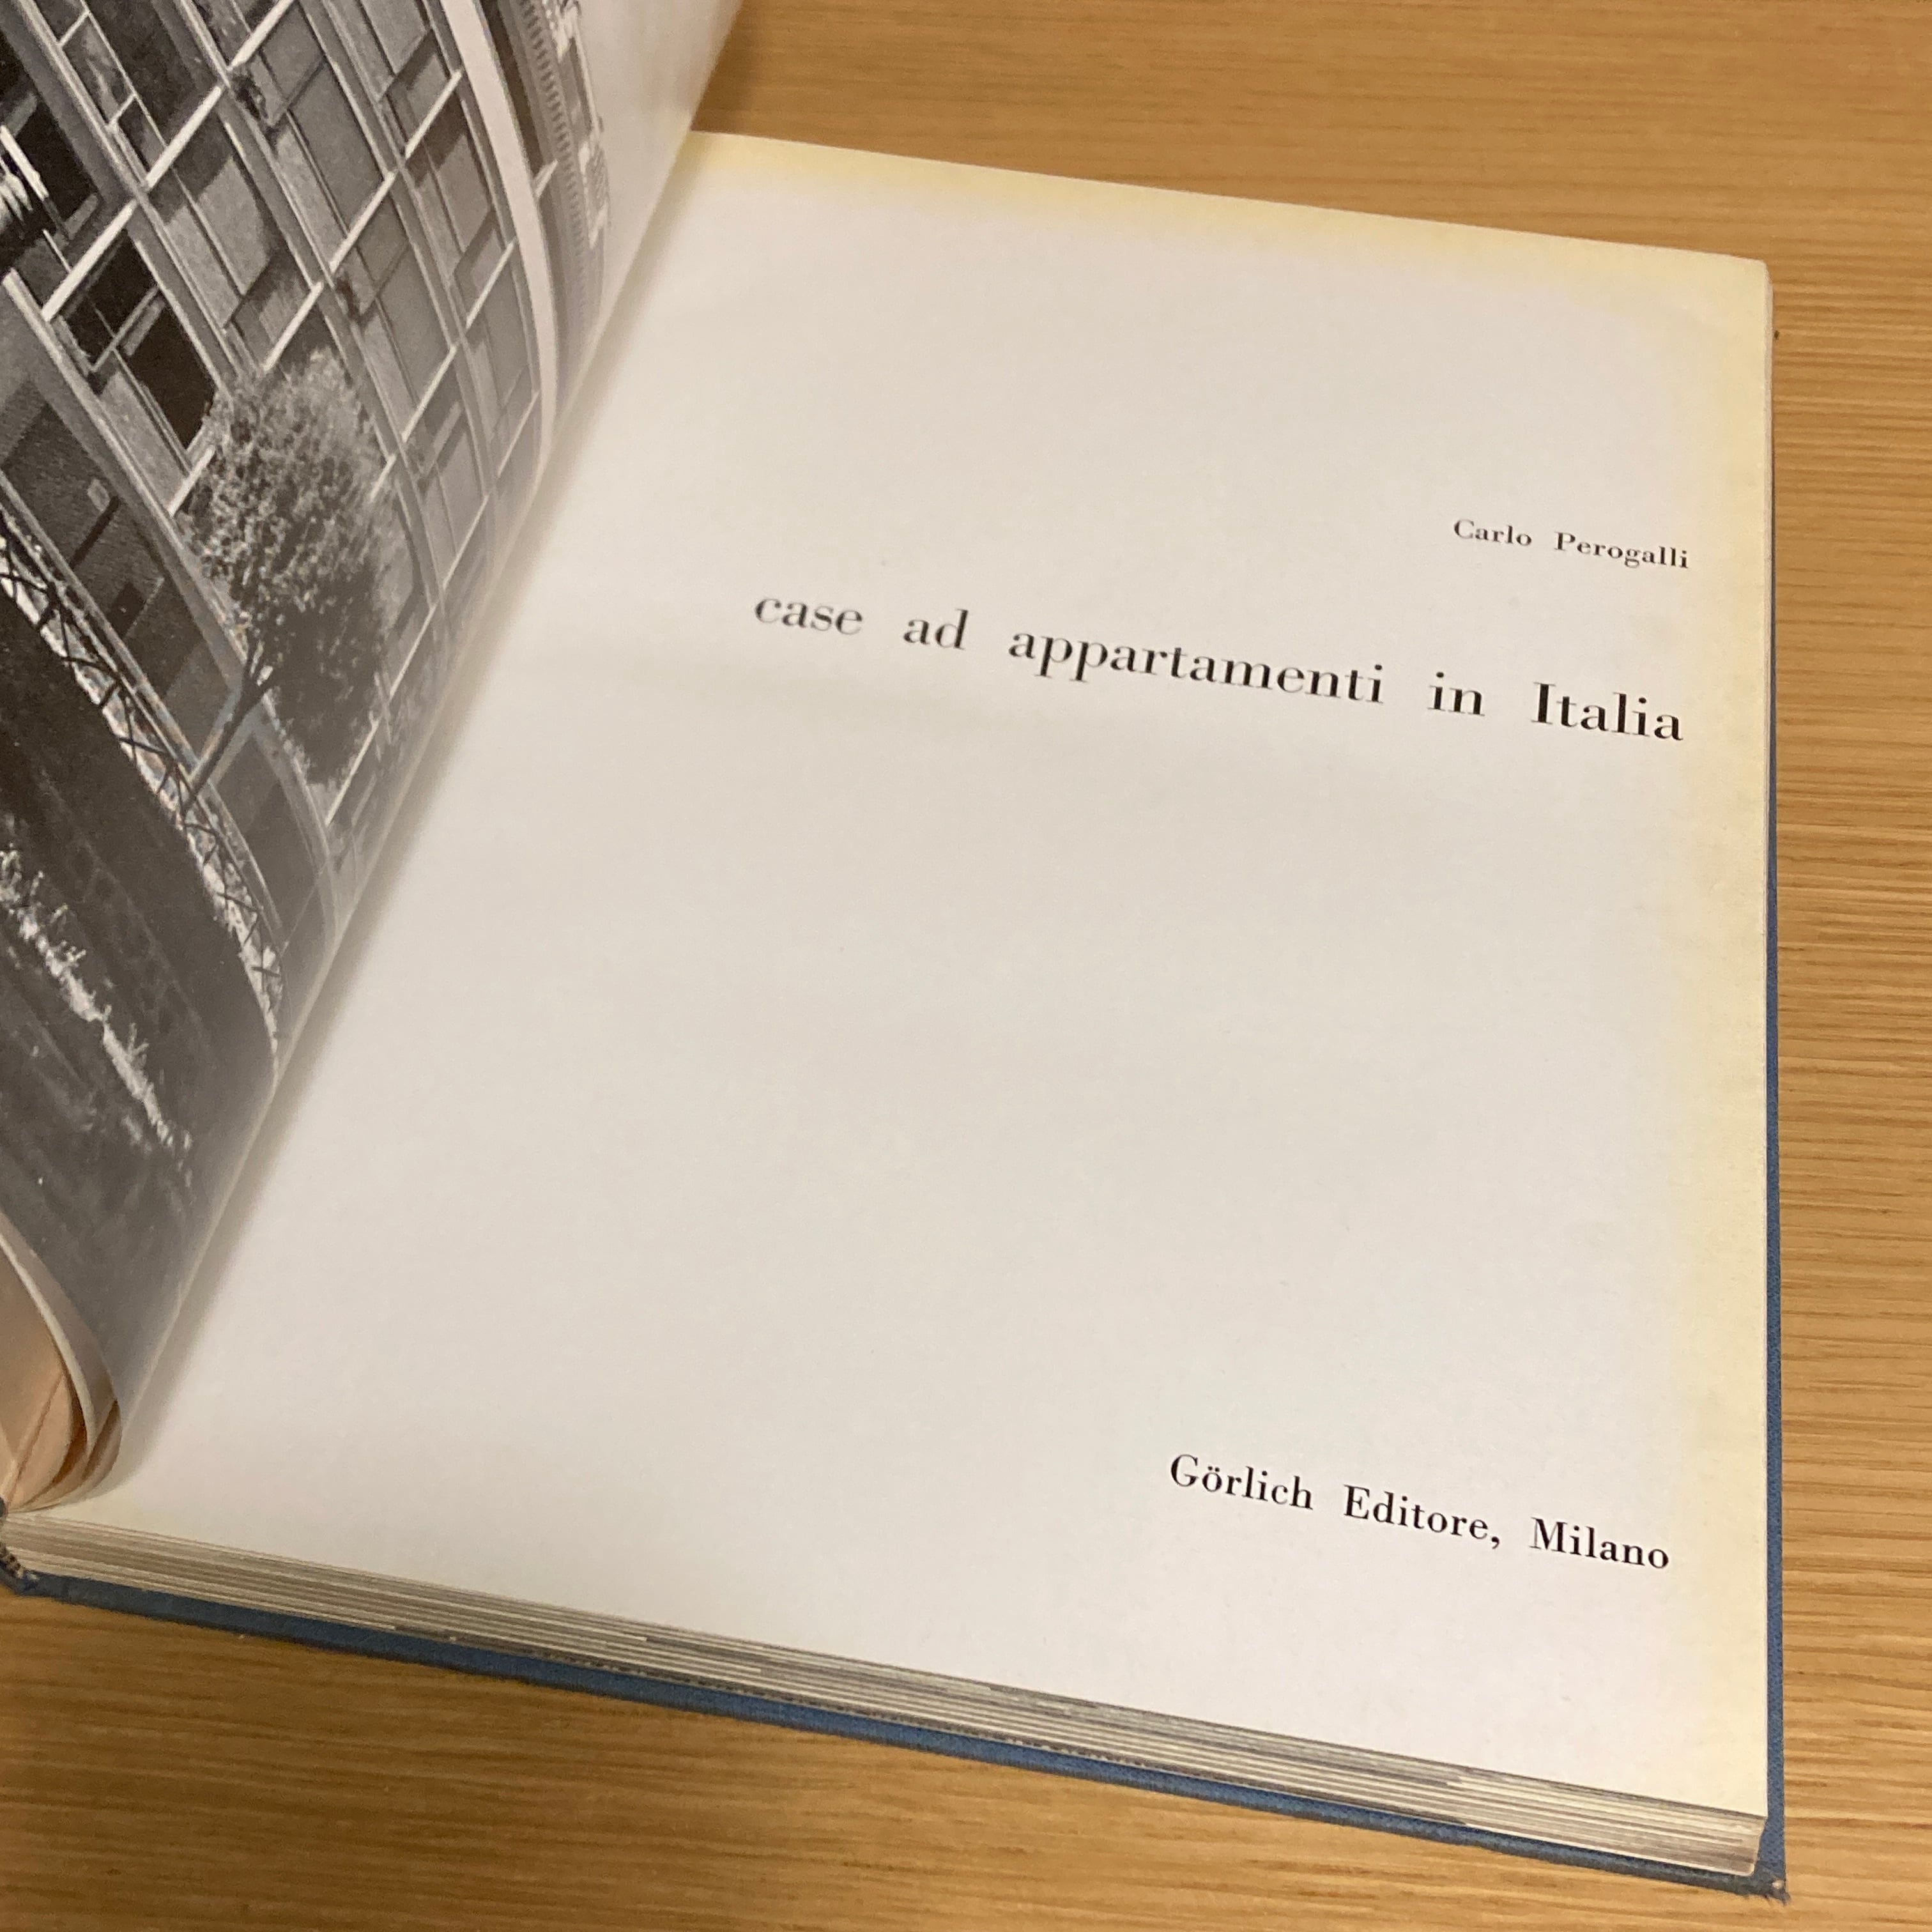 Carlo Perogalli
case ad appartamenti in Italia
Görlich Editore, Milano